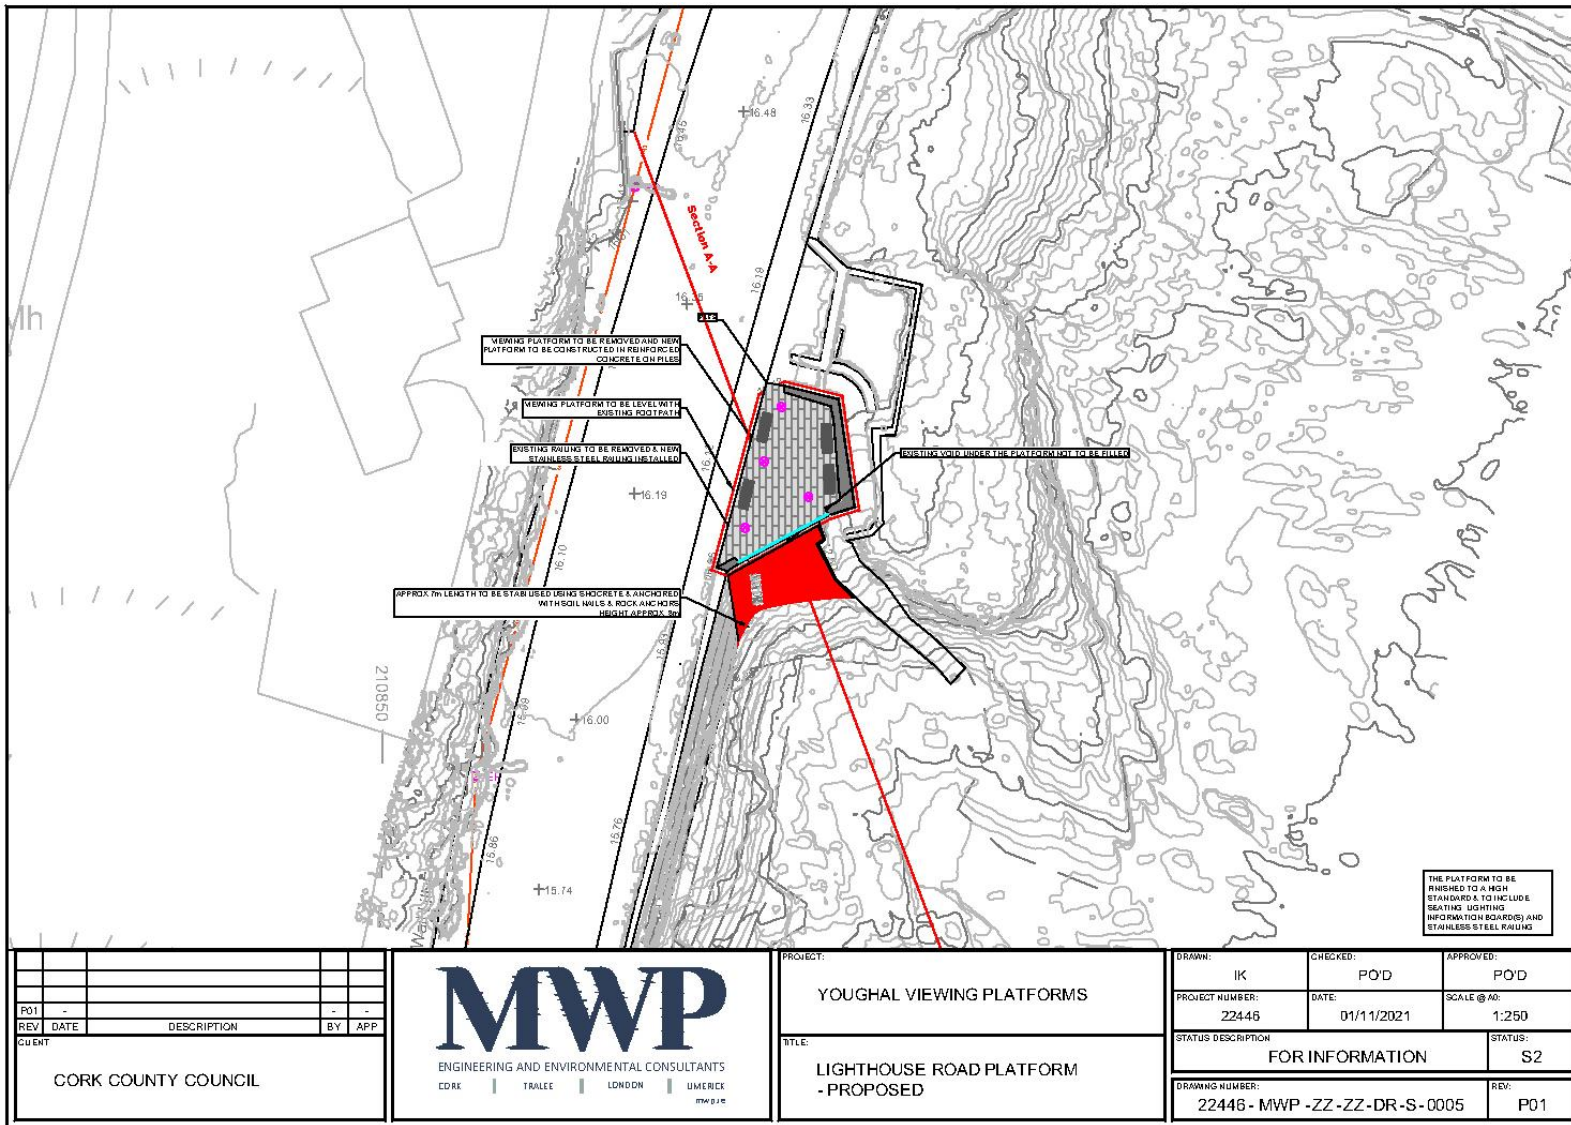 16.48
16.33
16.45
Section A-A
16.19
16.38
VIEWING PLATFORM TO BE REMOVED AND NEW
PLATFORM TO BE CONSTRUCTED IN REINFORCED
CONCRETE ON PILES
VIEWING PLATFORM TO BE LEVEL WITH
EXISTING FOOTPATH
EXISTING RAILING TO BE REMOVED & NEW
STAINLESS STEEL RAILING INSTALLED
EXISTING VOID UNDER THE PLATFORM NOT TO BE FILLED
16.19
16.10
APPROX 7m LENGTH TO BE STABILISED USING SHOCRETE & ANCHORED
WITH SOIL NAILS & ROCK ANCHORS
210850
16.00
15.86
15.76
15.74
THE PLATFORM TO BE
FINISHED TO A HIGH
STANDARD & TO INCLUDE
SEATING LIGHTING
INFORMATION BOARD(S) AND
STAINLESS STEEL RAILING
P01 - - -
REV DATE DESCRIPTION BY APP
CLIENT
CORK COUNTY COUNCIL
MWP
ENGINEERING AND ENVIRONMENTAL CONSULTANTS
CORK | TRALEE | LONDON | LIMERICK
mwp.ie
PROJECT:
YOUGHAL VIEWING PLATFORMS
TITLE:
LIGHTHOUSE ROAD PLATFORM
- PROPOSED
DRAWN: CHECKED: APPROVED:
IK PO'D PO'D
PROJECT NUMBER: DATE: SCALE @ A0:
22446 01/11/2021 1:250
STATUS DESCRIPTION STATUS:
FOR INFORMATION S2
DRAWING NUMBER: REV:
22446 - MWP - ZZ - ZZ - DR - S - 0005 P01